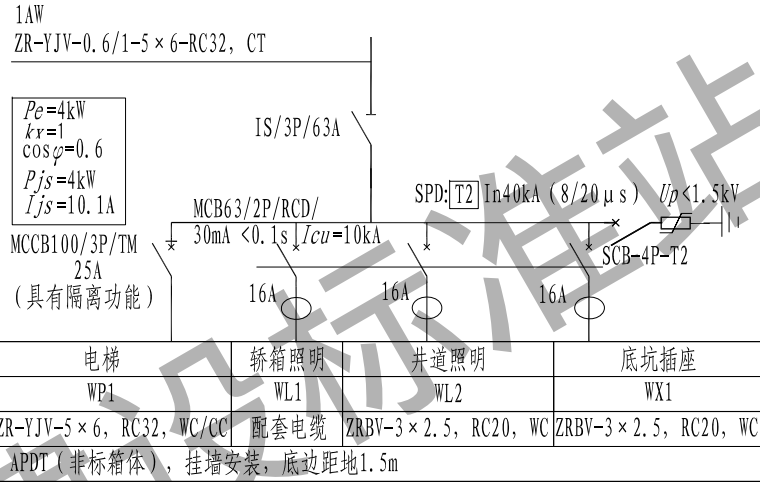 1AW
ZR-YJV-0.6/1-5×6-RC32, CT
Pe=4kW
kx=1
cosφ=0.6
Pjs=4kW
Ijs=10.1A
IS/3P/63A
MCB63/2P/RCD/
30mA <0.1s Icu=10kA
SPD: T2 In40kA (8/20μs) Up<1.5kV
SCB-4P-T2
MCCB100/3P/TM
25A
(具有隔离功能)
16A 16A 16A
电梯 轿箱照明 井道照明 底坑插座
WP1 WL1 WL2 WX1
ZR-YJV-5×6, RC32, WC/CC 配套电缆 ZRBV-3×2.5, RC20, WC ZRBV-3×2.5, RC20, WC
APDT (非标箱体), 挂墙安装, 底边距地1.5m
建设标准站